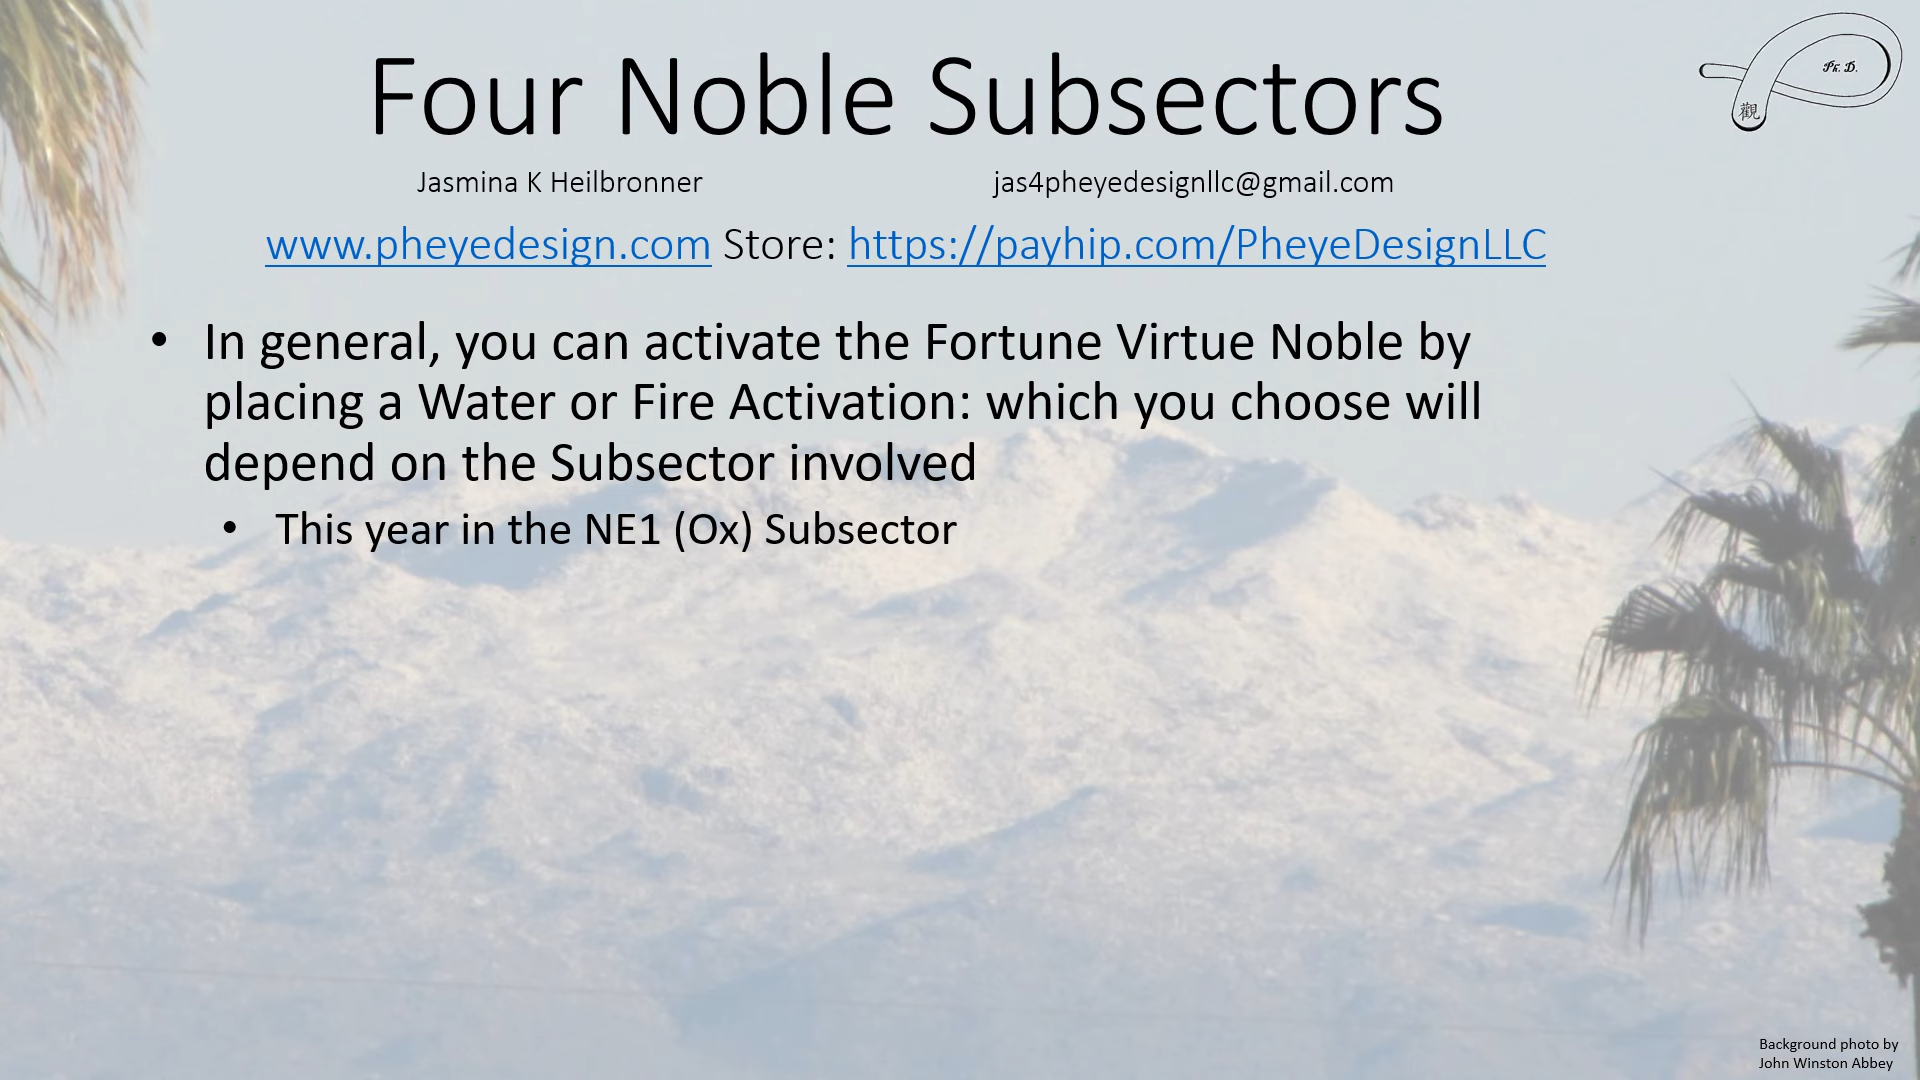 Four Noble Subsectors
Ph. D.
觀
Jasmina K Heilbronner jas4pheyedesignllc@gmail.com
www.pheyedesign.com Store: https://payhip.com/PheyeDesignLLC
• In general, you can activate the Fortune Virtue Noble by
placing a Water or Fire Activation: which you choose will
depend on the Subsector involved
• This year in the NE1 (Ox) Subsector
Background photo by
John Winston Abbey